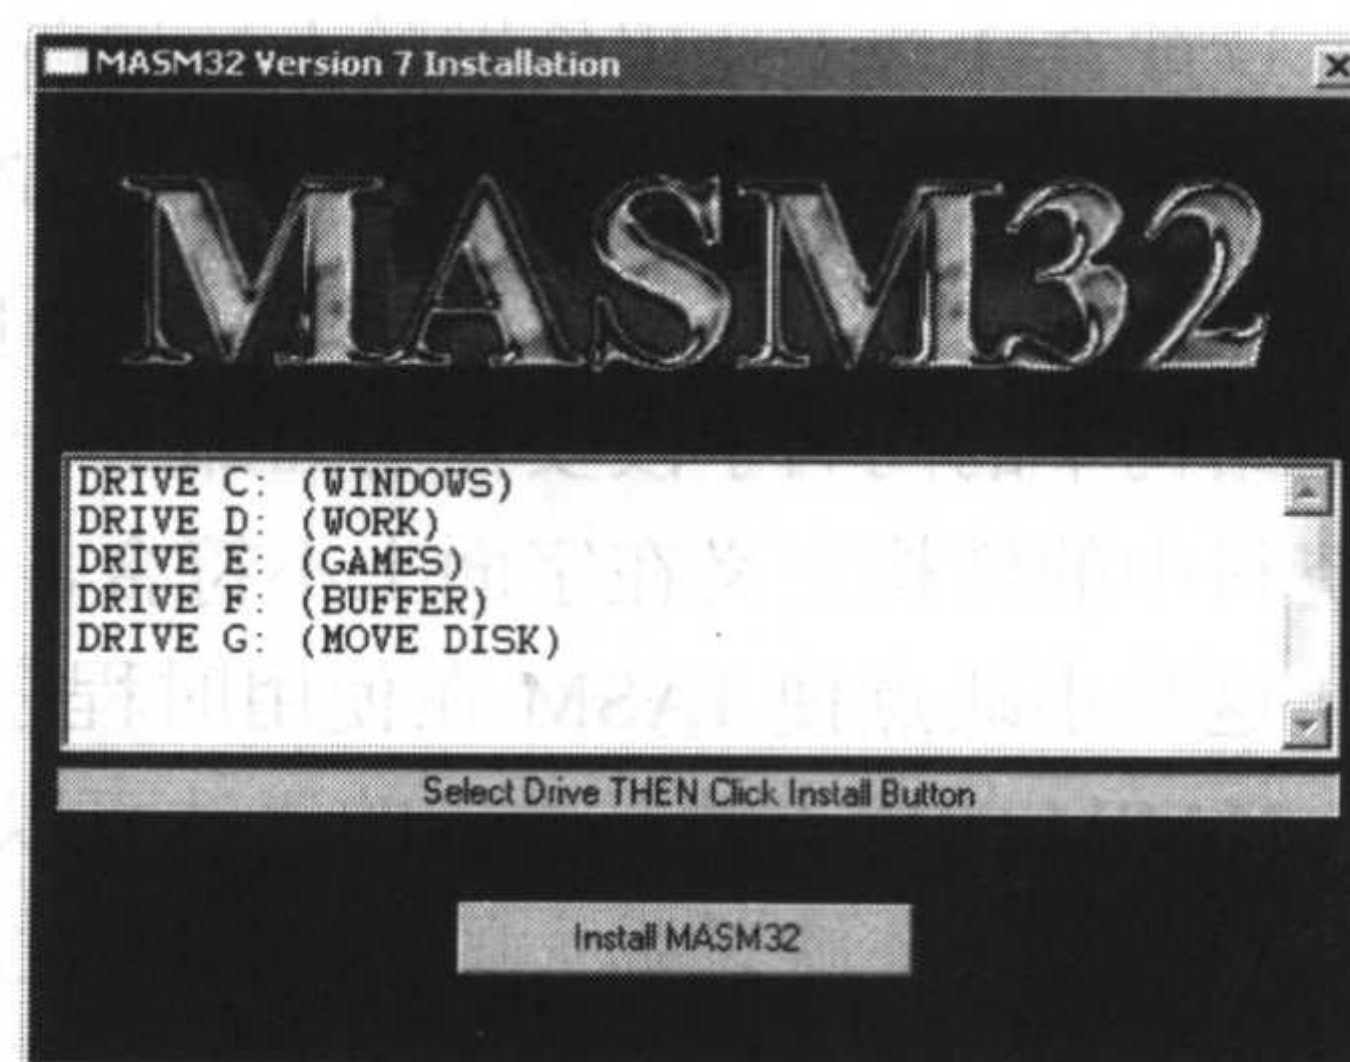 MASM32 Version 7 Installation
MASM32
DRIVE C: (WINDOWS)
DRIVE D: (WORK)
DRIVE E: (GAMES)
DRIVE F: (BUFFER)
DRIVE G: (MOVE DISK)
Select Drive THEN Click Install Button
Install MASM32